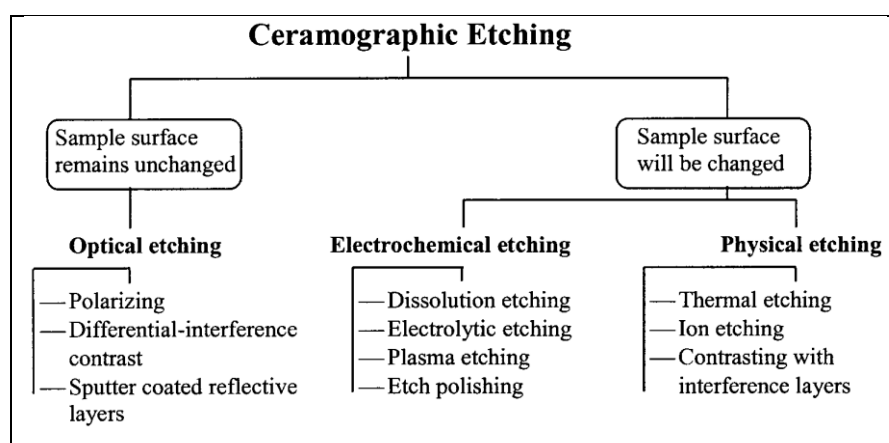 Ceramographic Etching
Sample surface
remains unchanged
Sample surface
will be changed
Optical etching
Polarizing
Differential-interference
contrast
Sputter coated reflective
layers
Electrochemical etching
Dissolution etching
Electrolytic etching
Plasma etching
Etch polishing
Physical etching
Thermal etching
Ion etching
Contrasting with
interference layers